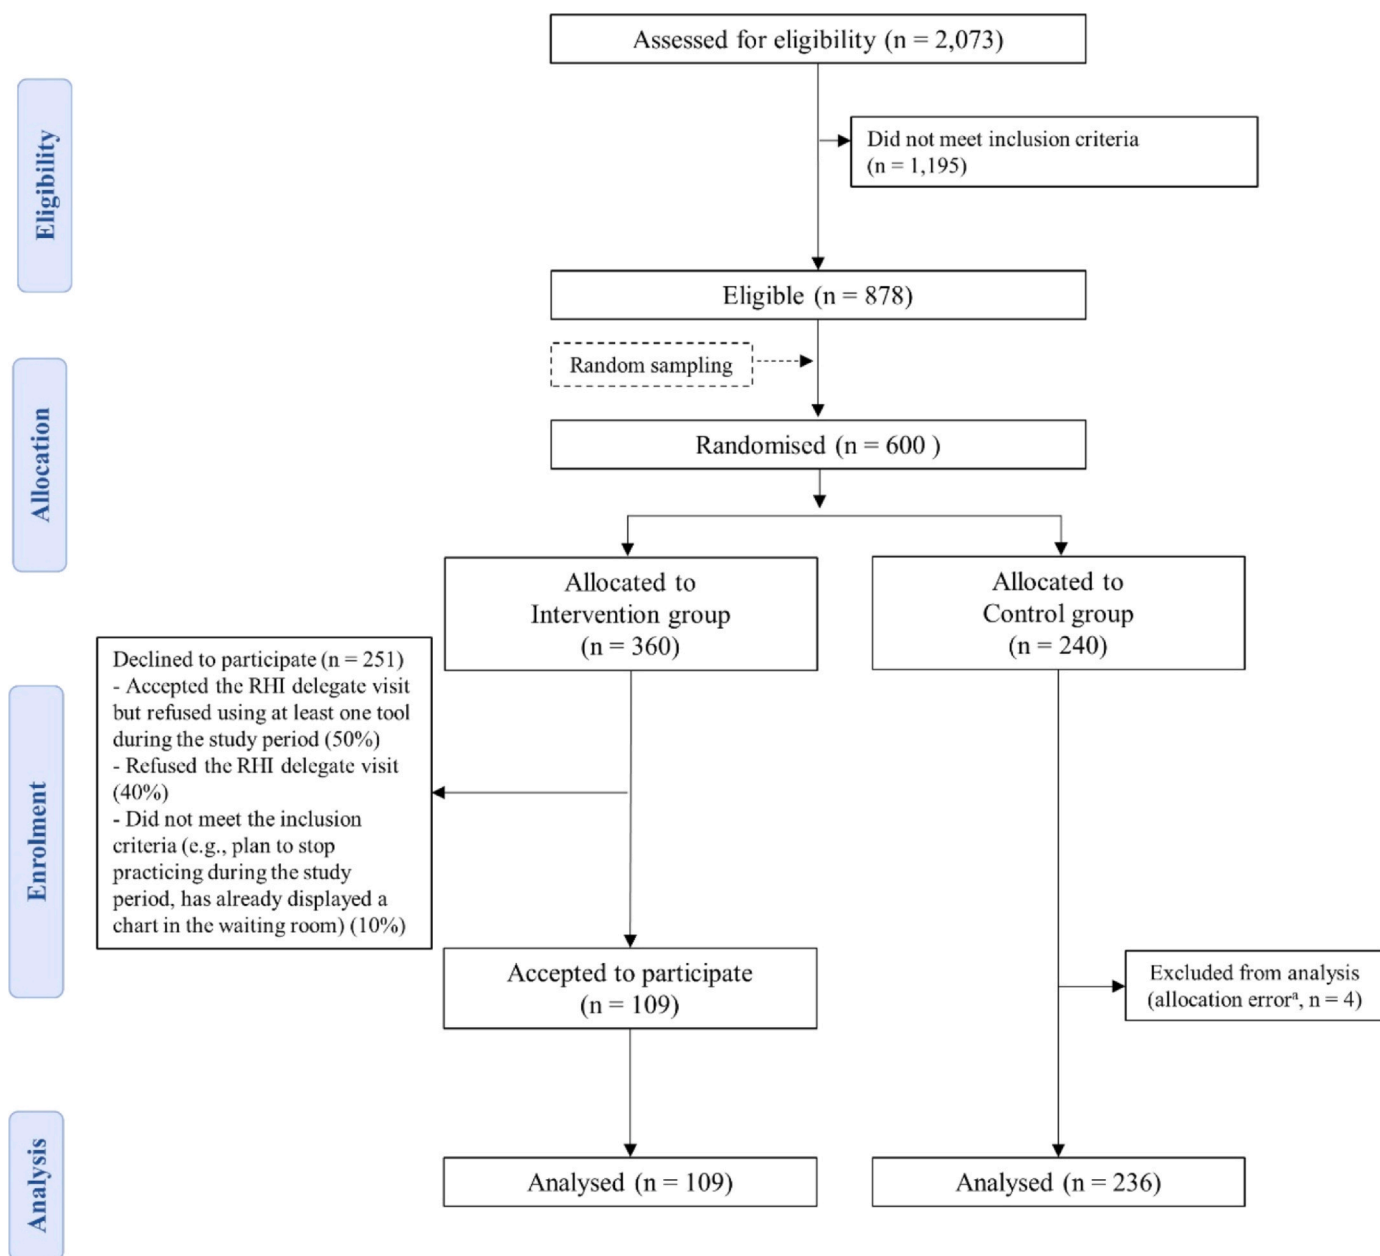 Assessed for eligibility (n = 2,073)
Eligibility
Did not meet inclusion criteria
(n = 1,195)
Eligible (n = 878)
Random sampling
Allocation
Randomised (n = 600 )
Allocated to
Intervention group
(n = 360)
Allocated to
Control group
(n = 240)
Enrolment
Declined to participate (n = 251)
- Accepted the RHI delegate visit
but refused using at least one tool
during the study period (50%)
- Refused the RHI delegate visit
(40%)
- Did not meet the inclusion
criteria (e.g., plan to stop
practicing during the study
period, has already displayed a
chart in the waiting room) (10%)
Accepted to participate
(n = 109)
Excluded from analysis
(allocation errorᵃ, n = 4)
Analysis
Analysed (n = 109)
Analysed (n = 236)